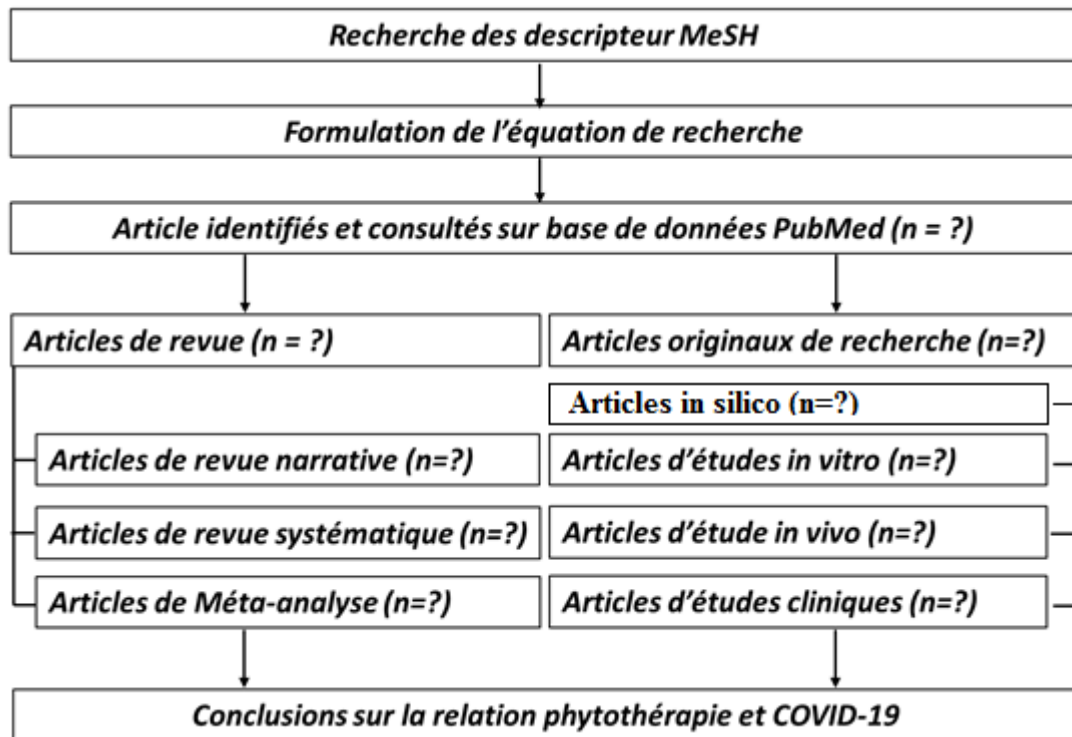 Recherche des descripteur MeSH
Formulation de l'équation de recherche
Article identifiés et consultés sur base de données PubMed (n = ?)
Articles de revue (n = ?)
Articles originaux de recherche (n=?)
Articles in silico (n=?)
Articles de revue narrative (n=?)
Articles d'études in vitro (n=?)
Articles de revue systématique (n=?)
Articles d'étude in vivo (n=?)
Articles de Méta-analyse (n=?)
Articles d'études cliniques (n=?)
Conclusions sur la relation phytothérapie et COVID-19